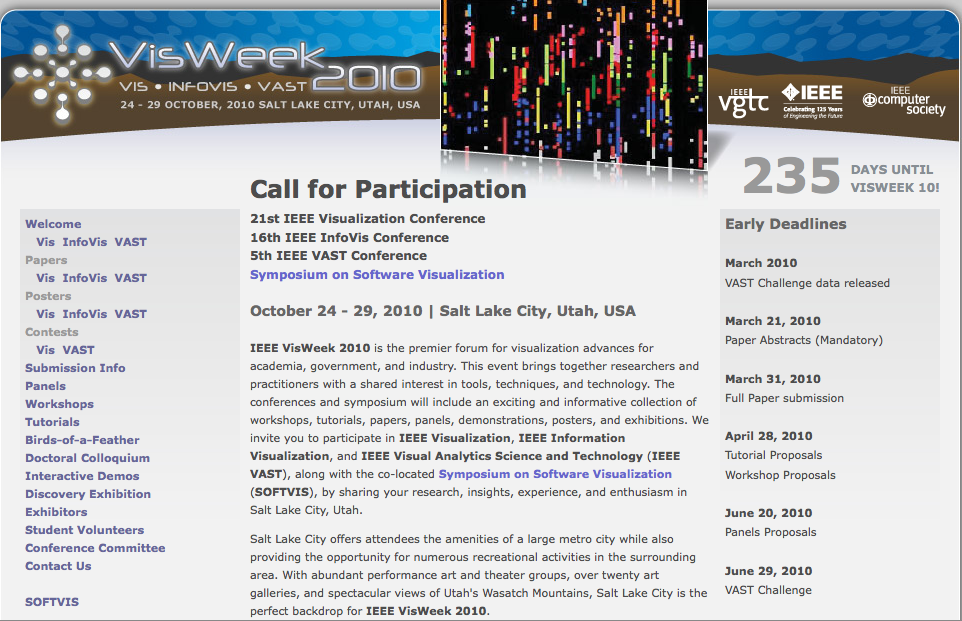 VisWeek
VIS • INFOVIS • VAST 2010
24 - 29 OCTOBER, 2010 SALT LAKE CITY, UTAH, USA
IEEE
vgtc
IEEE
Celebrating 125 Years
of Engineering the Future
IEEE
computer
society
235 DAYS UNTIL
VISWEEK 10!
Welcome
Vis InfoVis VAST
Papers
Vis InfoVis VAST
Posters
Vis InfoVis VAST
Contests
Vis VAST
Submission Info
Panels
Workshops
Tutorials
Birds-of-a-Feather
Doctoral Colloquium
Interactive Demos
Discovery Exhibition
Exhibitors
Student Volunteers
Conference Committee
Contact Us
SOFTVIS
Call for Participation
21st IEEE Visualization Conference
16th IEEE InfoVis Conference
5th IEEE VAST Conference
Symposium on Software Visualization
October 24 - 29, 2010 | Salt Lake City, Utah, USA
IEEE VisWeek 2010 is the premier forum for visualization advances for
academia, government, and industry. This event brings together researchers and
practitioners with a shared interest in tools, techniques, and technology. The
conferences and symposium will include an exciting and informative collection of
workshops, tutorials, papers, panels, demonstrations, posters, and exhibitions. We
invite you to participate in IEEE Visualization, IEEE Information
Visualization, and IEEE Visual Analytics Science and Technology (IEEE
VAST), along with the co-located Symposium on Software Visualization
(SOFTVIS), by sharing your research, insights, experience, and enthusiasm in
Salt Lake City, Utah.
Salt Lake City offers attendees the amenities of a large metro city while also
providing the opportunity for numerous recreational activities in the surrounding
area. With abundant performance art and theater groups, over twenty art
galleries, and spectacular views of Utah's Wasatch Mountains, Salt Lake City is the
perfect backdrop for IEEE VisWeek 2010.
Early Deadlines
March 2010
VAST Challenge data released
March 21, 2010
Paper Abstracts (Mandatory)
March 31, 2010
Full Paper submission
April 28, 2010
Tutorial Proposals
Workshop Proposals
June 20, 2010
Panels Proposals
June 29, 2010
VAST Challenge